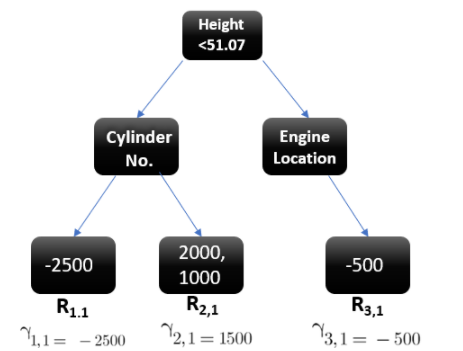 Height
<51.07
Cylinder
No.
Engine
Location
-2500
2000,
1000
-500
R1.1
R2,1
R3,1
γ1,1 = − 2500
γ2,1 = 1500
γ3,1 = − 500